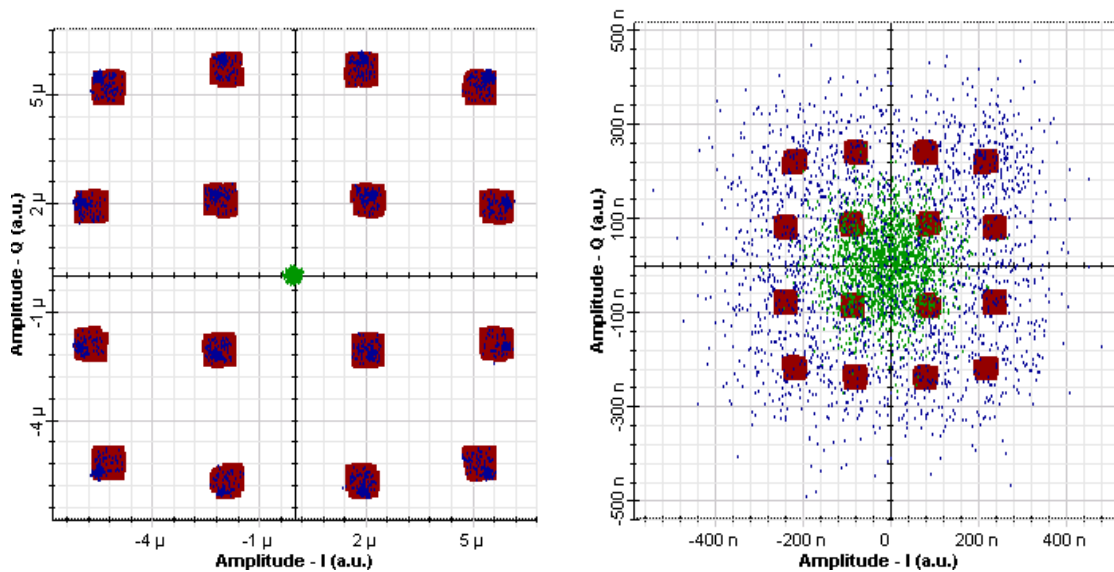 5 µ
2 µ
-1 µ
-4 µ
Amplitude - Q (a.u.)
-4 µ
-1 µ
2 µ
5 µ
Amplitude - I (a.u.)
500 n
300 n
100 n
-100 n
-300 n
-500 n
Amplitude - Q (a.u.)
-400 n
-200 n
0
200 n
400 n
Amplitude - I (a.u.)